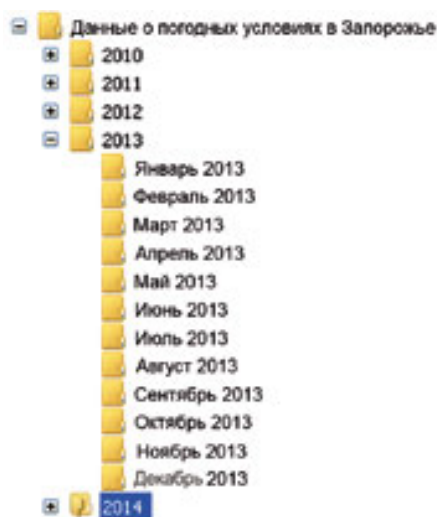 Данные о погодных условиях в Запорожье
2010
2011
2012
2013
Январь 2013
Февраль 2013
Март 2013
Апрель 2013
Май 2013
Июнь 2013
Июль 2013
Август 2013
Сентябрь 2013
Октябрь 2013
Ноябрь 2013
Декабрь 2013
2014